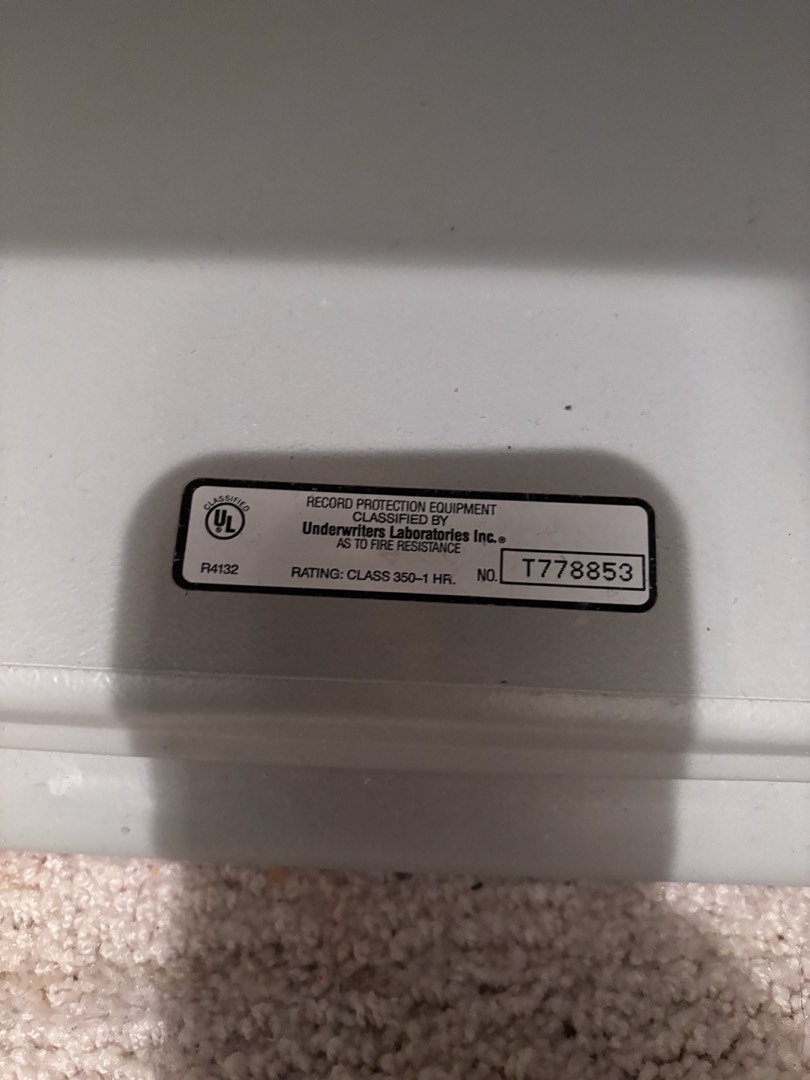 CLASSIFIED
UL
R4132
RECORD PROTECTION EQUIPMENT
CLASSIFIED BY
Underwriters Laboratories Inc.®
AS TO FIRE RESISTANCE
RATING: CLASS 350–1 HR. NO. T778853